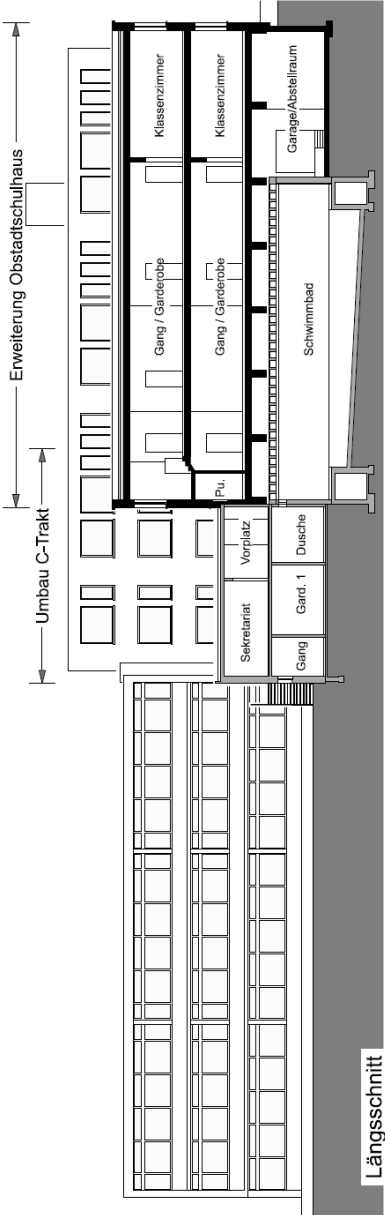 Erweiterung Obstadtschulhaus
Umbau C-Trakt
Klassenzimmer
Gang / Garderobe
Klassenzimmer
Gang / Garderobe
Pu.
Garage/Abstellraum
Schwimmbad
Sekretariat
Vorplatz
Gang
Gard. 1
Dusche
Längsschnitt